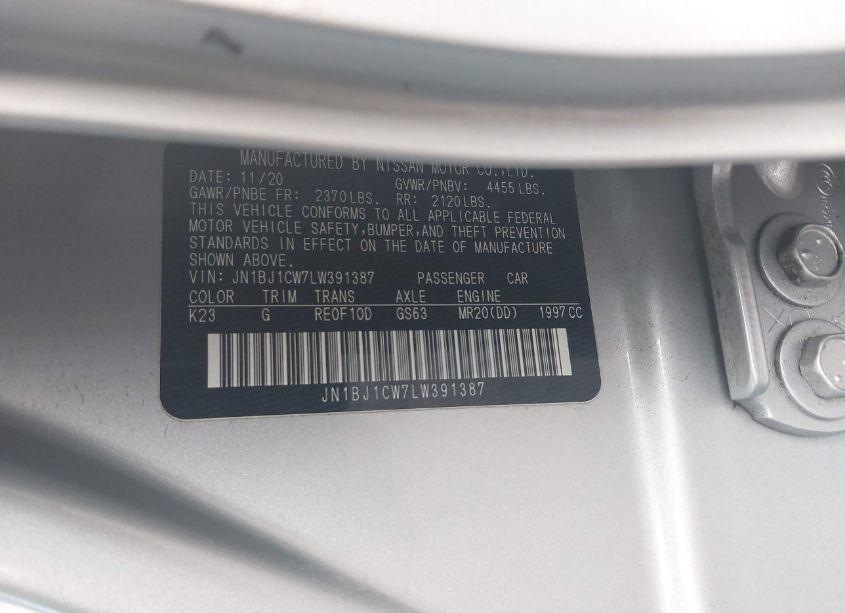 MANUFACTURED BY NISSAN MOTOR CO.,LTD.
DATE: 11/20 GVWR/PNBV: 4455 LBS.
GAWR/PNBE FR: 2370LBS. RR: 2120LBS.
THIS VEHICLE CONFORMS TO ALL APPLICABLE FEDERAL
MOTOR VEHICLE SAFETY,BUMPER,AND THEFT PREVENTION
STANDARDS IN EFFECT ON THE DATE OF MANUFACTURE
SHOWN ABOVE.
VIN: JN1BJ1CW7LW391387 PASSENGER CAR
COLOR TRIM TRANS AXLE ENGINE
K23 G RE0F10D GS63 MR20(DD) 1997CC
JN1BJ1CW7LW391387